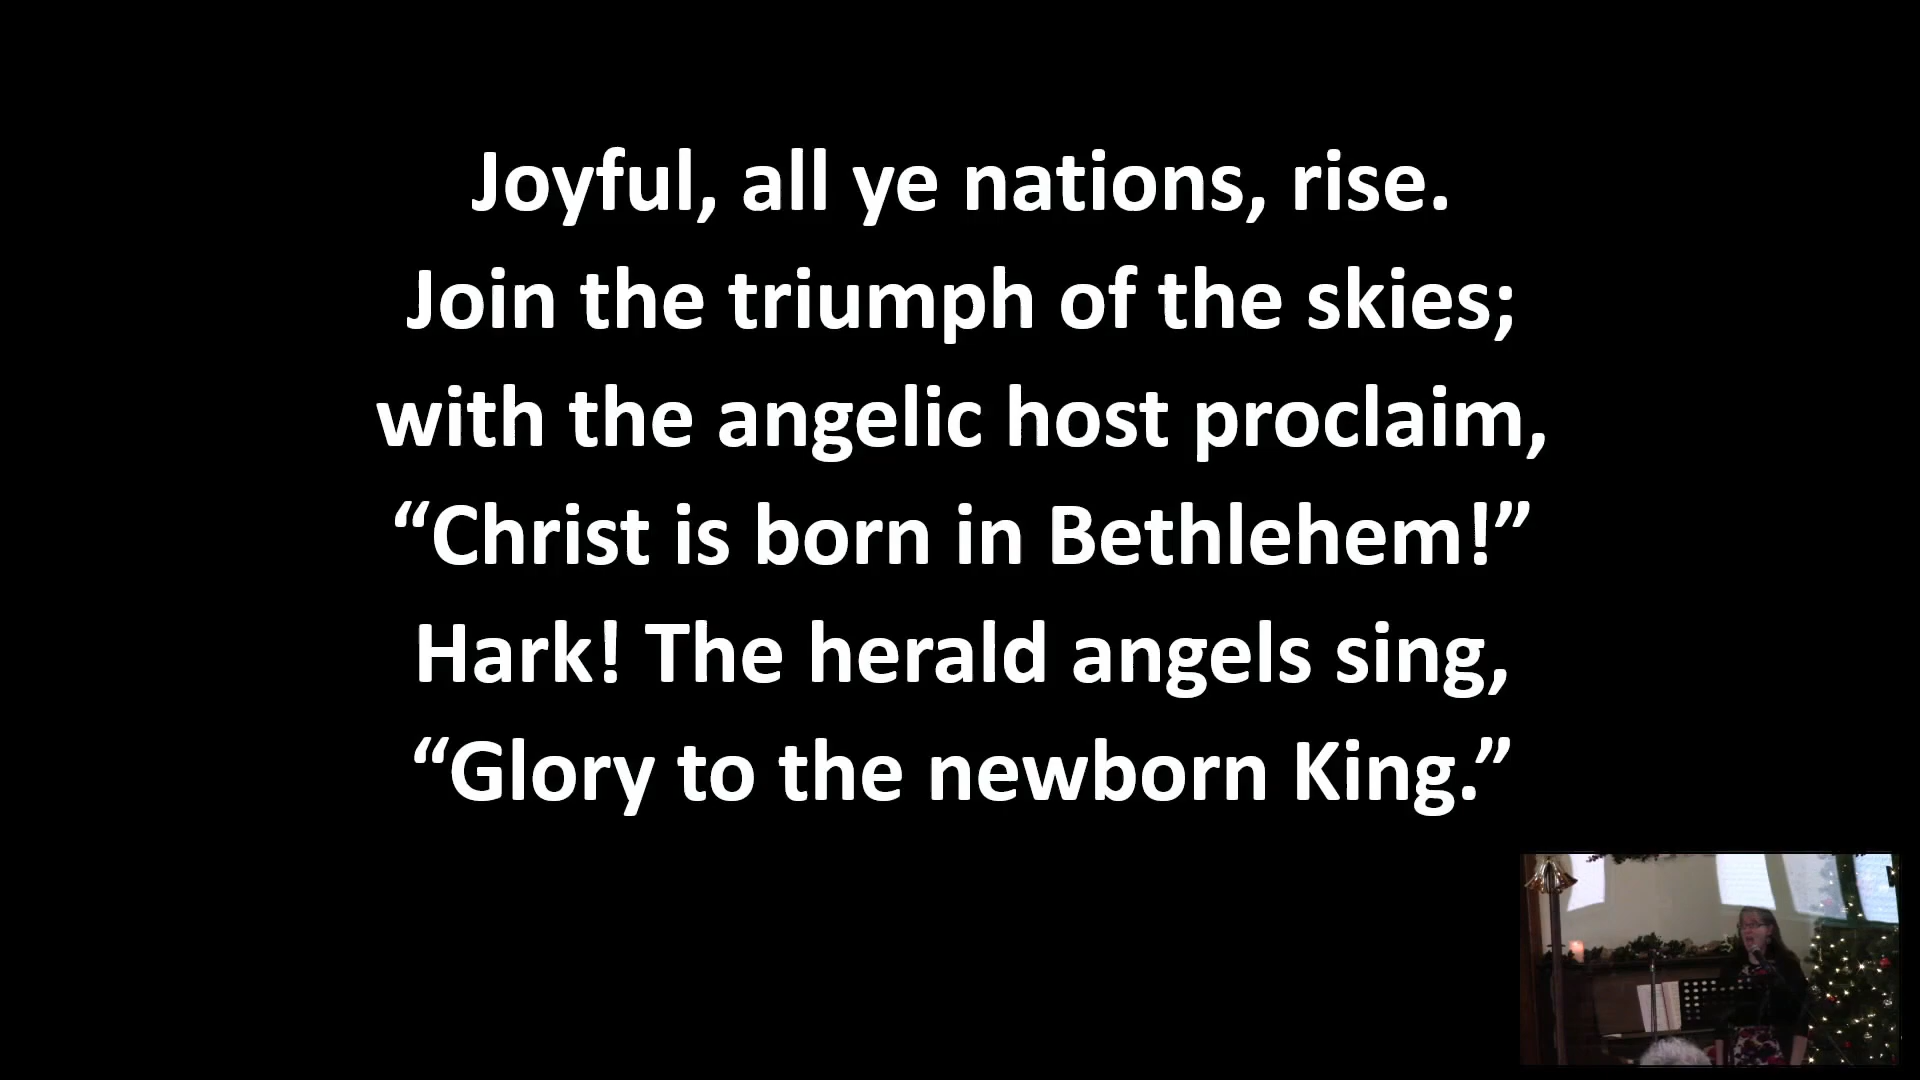 Joyful, all ye nations, rise.
Join the triumph of the skies;
with the angelic host proclaim,
“Christ is born in Bethlehem!”
Hark! The herald angels sing,
“Glory to the newborn King.”